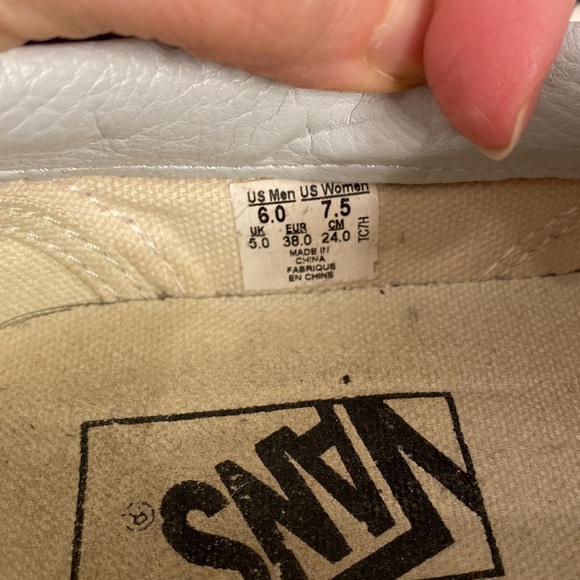 US Men US Women
6.0 7.5
UK EUR CM
5.0 38.0 24.0
MADE IN
CHINA
FABRIQUE
EN CHINE
TC7H
VANS
®